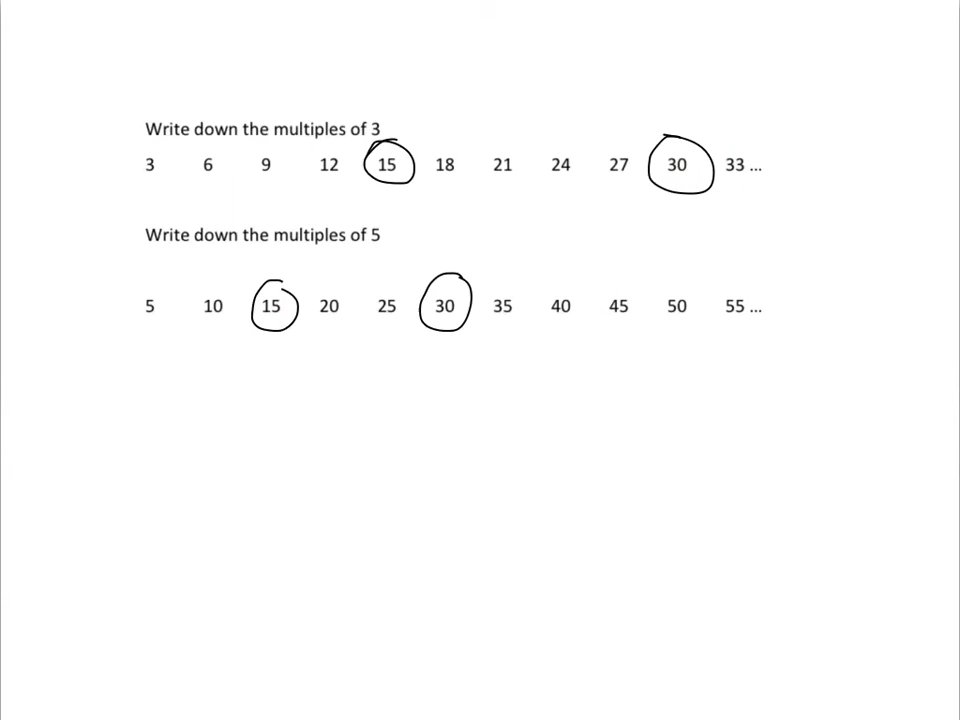 Write down the multiples of 3
3 6 9 12 15 18 21 24 27 30 33 ...
Write down the multiples of 5
5 10 15 20 25 30 35 40 45 50 55 ...